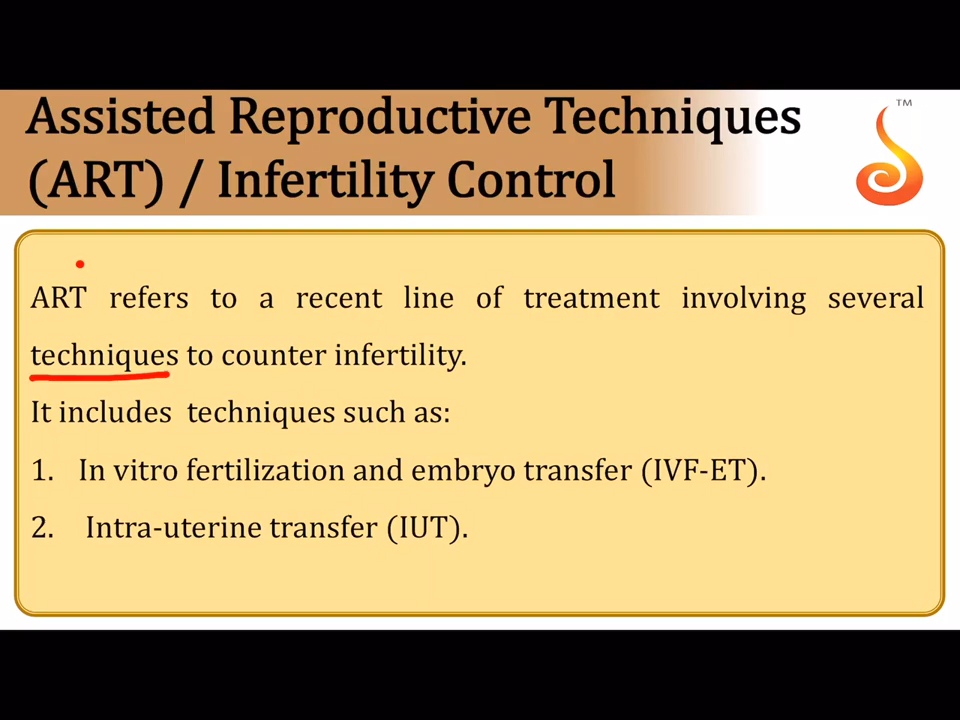 Assisted Reproductive Techniques
(ART) / Infertility Control
TM
ART refers to a recent line of treatment involving several
techniques to counter infertility.
It includes techniques such as:
1. In vitro fertilization and embryo transfer (IVF-ET).
2. Intra-uterine transfer (IUT).